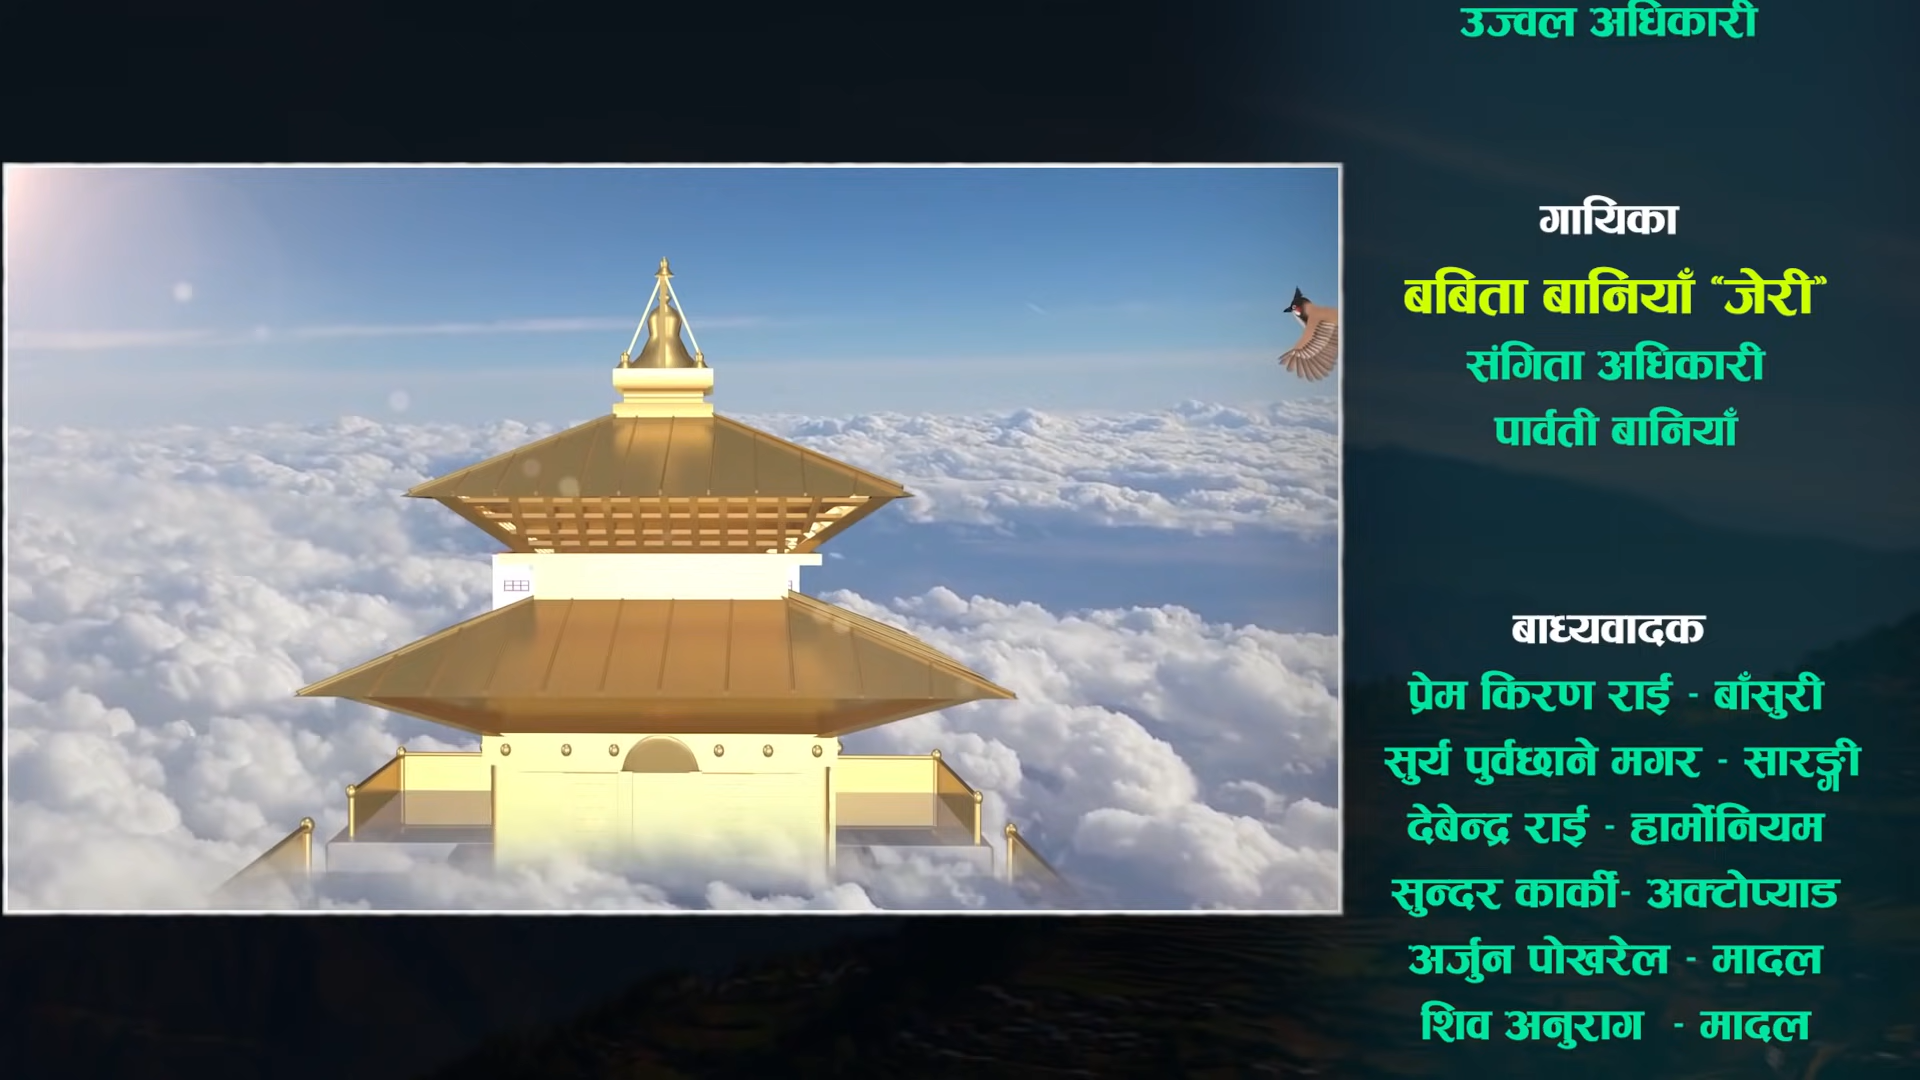 उज्वल अधिकारी
गायिका
बबिता बानियाँ “जेरी”
संगिता अधिकारी
पार्वती बानियाँ
बाध्यवादक
प्रेम किरण राई - बाँसुरी
सुर्य पुर्वछाने मगर - सारङ्गी
देबेन्द्र राई - हार्मोनियम
सुन्दर कार्की- अक्टोप्याड
अर्जुन पोखरेल - मादल
शिव अनुराग - मादल